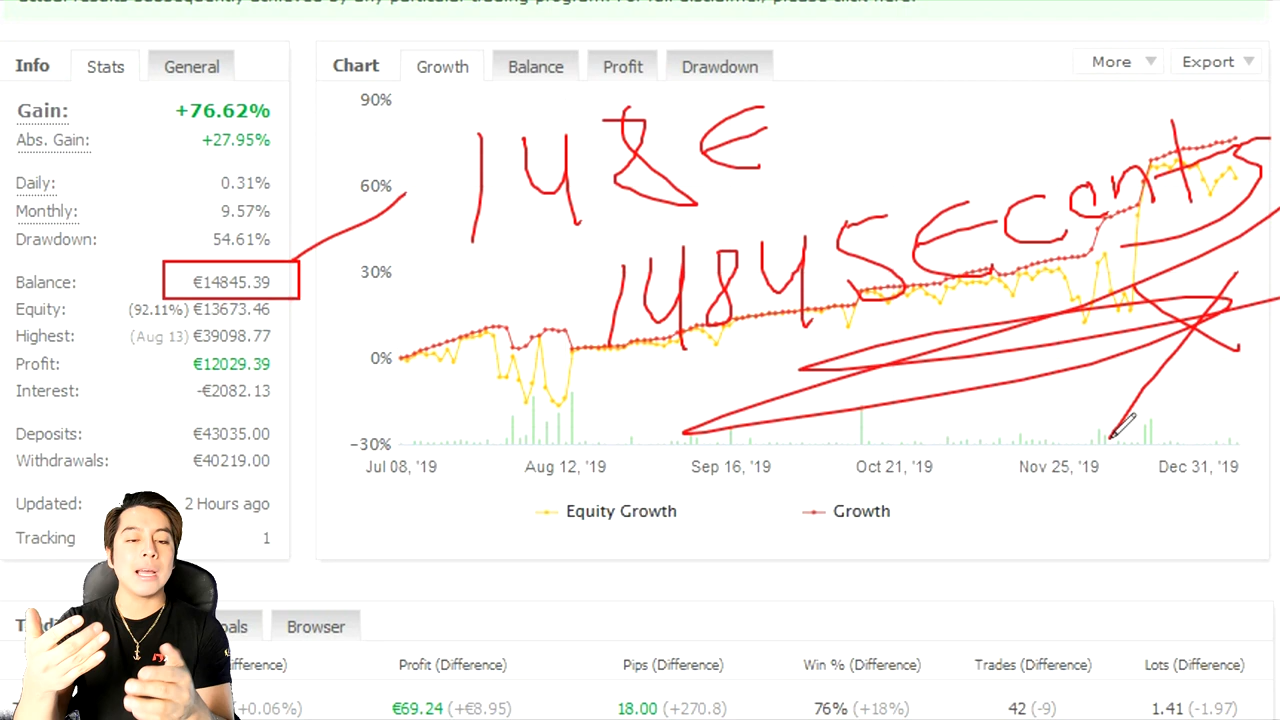 Info Stats General
Gain: +76.62%
Abs. Gain: +27.95%
Daily: 0.31%
Monthly: 9.57%
Drawdown: 54.61%
Balance: €14845.39
Equity: (92.11%) €13673.46
Highest: (Aug 13) €39098.77
Profit: €12029.39
Interest: -€2082.13
Deposits: €43035.00
Withdrawals: €40219.00
Updated: 2 Hours ago
Tracking 1
Chart Growth Balance Profit Drawdown More Export
90%
60%
30%
0%
-30%
148€
1484 5€cents
Jul 08, '19 Aug 12, '19 Sep 16, '19 Oct 21, '19 Nov 25, '19 Dec 31, '19
Equity Growth Growth
Browser
Profit (Difference) Pips (Difference) Win % (Difference) Trades (Difference) Lots (Difference)
(+0.06%) €69.24 (+€8.95) 18.00 (+270.8) 76% (+18%) 42 (-9) 1.41 (-1.97)